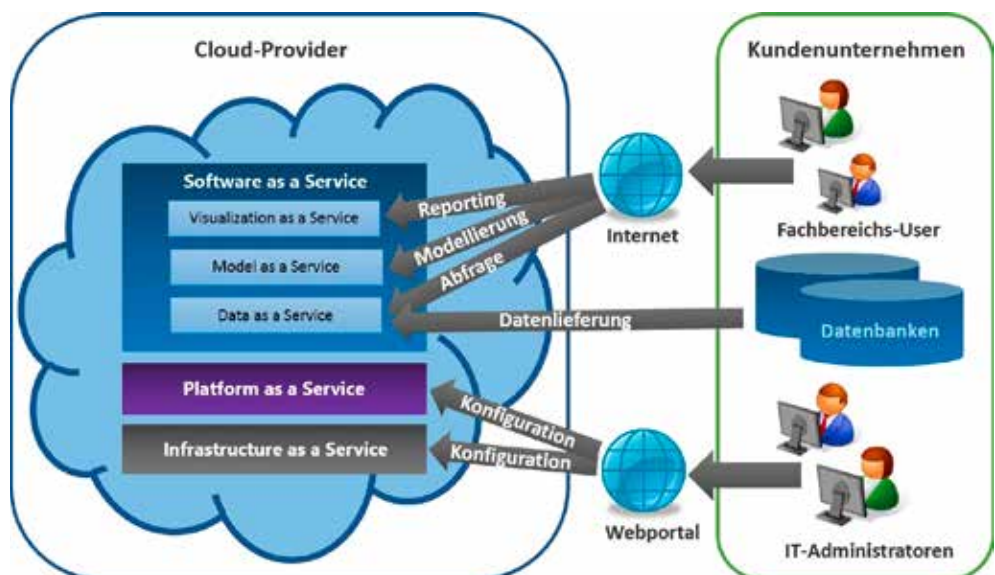 Cloud-Provider
Software as a Service
Visualization as a Service
Model as a Service
Data as a Service
Platform as a Service
Infrastructure as a Service
Reporting
Modellierung
Abfrage
Datenlieferung
Konfiguration
Konfiguration
Internet
Webportal
Kundenunternehmen
Fachbereichs-User
Datenbanken
IT-Administratoren